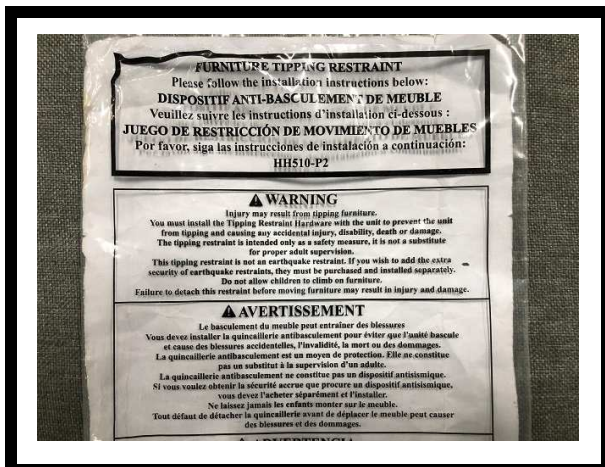 FURNITURE TIPPING RESTRAINT
Please follow the installation instructions below:
DISPOSITIF ANTI-BASCULEMENT DE MEUBLE
Veuillez suivre les instructions d'installation ci-dessous :
JUEGO DE RESTRICCIÓN DE MOVIMIENTO DE MUEBLES
Por favor, siga las instrucciones de instalación a continuación:
HH510-P2
WARNING
Injury may result from tipping furniture.
You must install the Tipping Restraint Hardware with the unit to prevent the unit
from tipping and causing any accidental injury, disability, death or damage.
The tipping restraint is intended only as a safety measure, it is not a substitute
for proper adult supervision.
This tipping restraint is not an earthquake restraint. If you wish to add the extra
security of earthquake restraints, they must be purchased and installed separately.
Do not allow children to climb on furniture.
Failure to detach this restraint before moving furniture may result in injury and damage.
AVERTISSEMENT
Le basculement du meuble peut entraîner des blessures
Vous devez installer la quincaillerie antibasculement pour éviter que l'unité bascule
et cause des blessures accidentelles, l'invalidité, la mort ou des dommages.
La quincaillerie antibasculement est un moyen de protection. Elle ne constitue
pas un substitut à la supervision d'un adulte.
La quincaillerie antibasculement ne constitue pas un dispositif antisismique.
Si vous voulez obtenir la sécurité accrue que procure un dispositif antisismique,
vous devez l'acheter séparément et l'installer.
Ne laissez jamais les enfants monter sur le meuble.
Tout défaut de détacher la quincaillerie avant de déplacer le meuble peut causer
des blessures et des dommages.